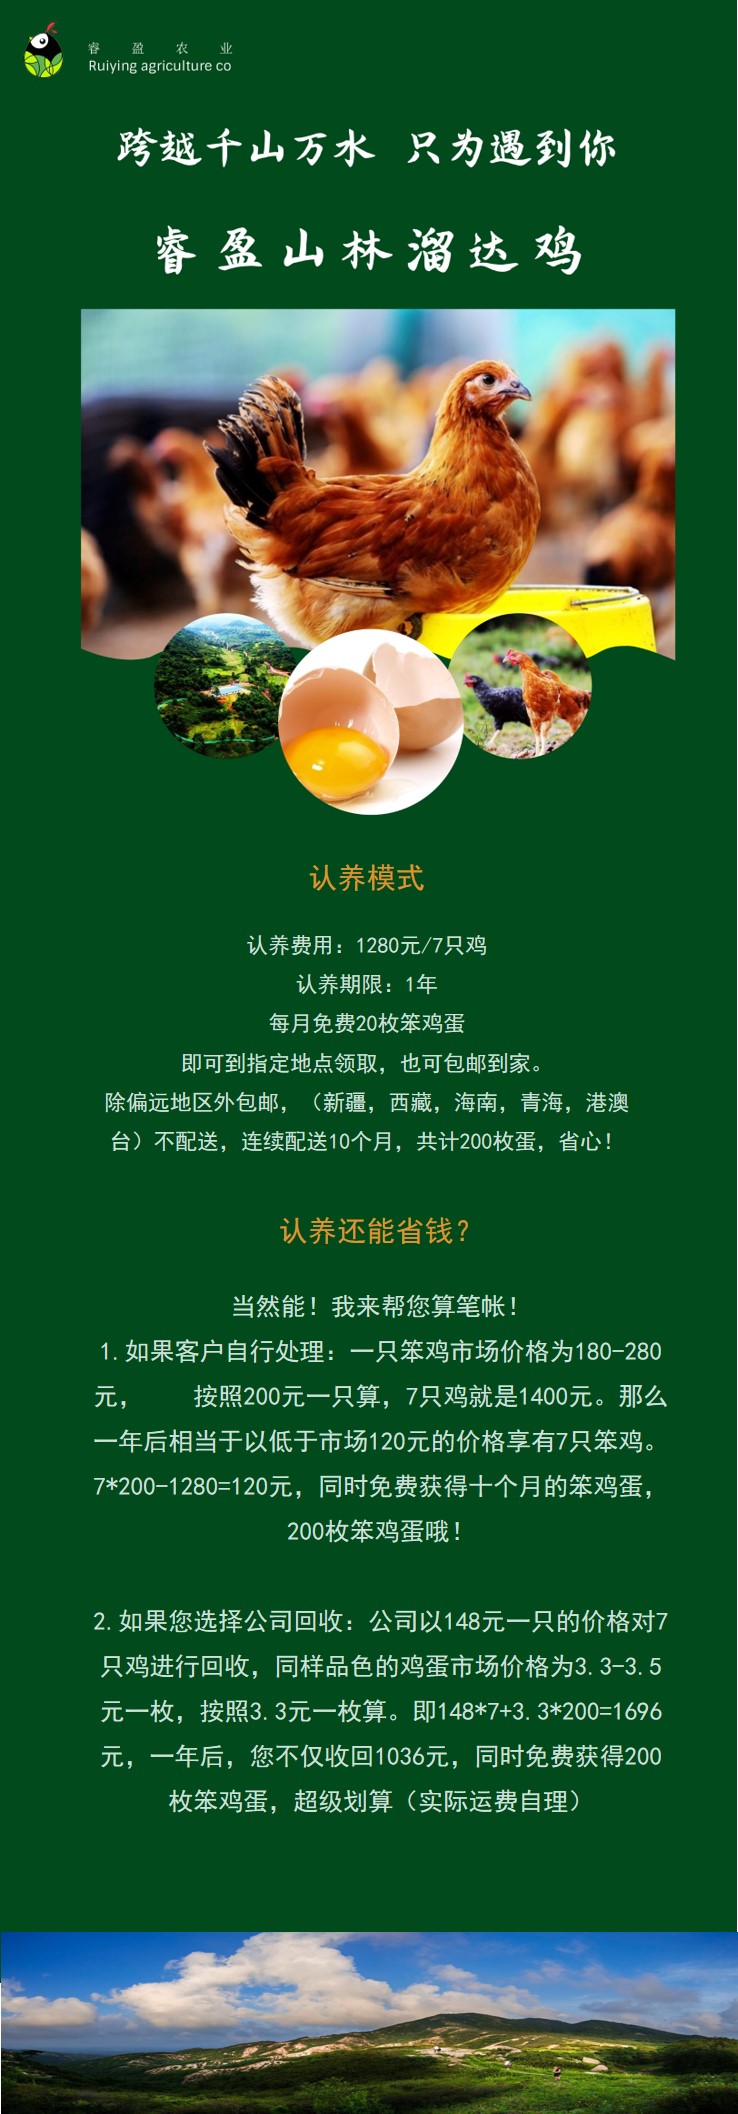 睿盈农业
Ruiying agriculture co
跨越千山万水 只为遇到你
睿盈山林溜达鸡
认养模式
认养费用：1280元/7只鸡
认养期限：1年
每月免费20枚笨鸡蛋
即可到指定地点领取，也可包邮到家。
除偏远地区外包邮，（新疆，西藏，海南，青海，港澳
台）不配送，连续配送10个月，共计200枚蛋，省心！
认养还能省钱？
当然能！我来帮您算笔帐！
1.如果客户自行处理：一只笨鸡市场价格为180-280
元， 按照200元一只算，7只鸡就是1400元。那么
一年后相当于以低于市场120元的价格享有7只笨鸡。
7*200-1280=120元，同时免费获得十个月的笨鸡蛋，
200枚笨鸡蛋哦！
2.如果您选择公司回收：公司以148元一只的价格对7
只鸡进行回收，同样品色的鸡蛋市场价格为3.3-3.5
元一枚，按照3.3元一枚算。即148*7+3.3*200=1696
元，一年后，您不仅收回1036元，同时免费获得200
枚笨鸡蛋，超级划算（实际运费自理）